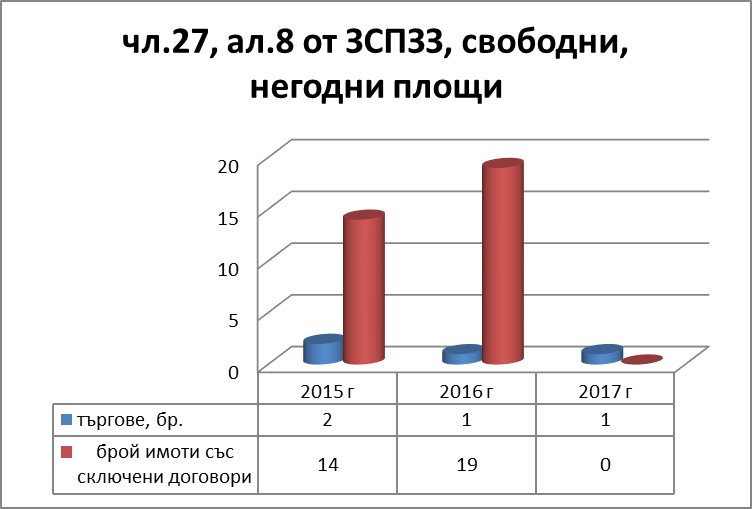 чл.27, ал.8 от ЗСПЗЗ, свободни,
негодни площи
20
15
10
5
0
2015 г 2016 г 2017 г
търгове, бр. 2 1 1
брой имоти със
сключени договори 14 19 0